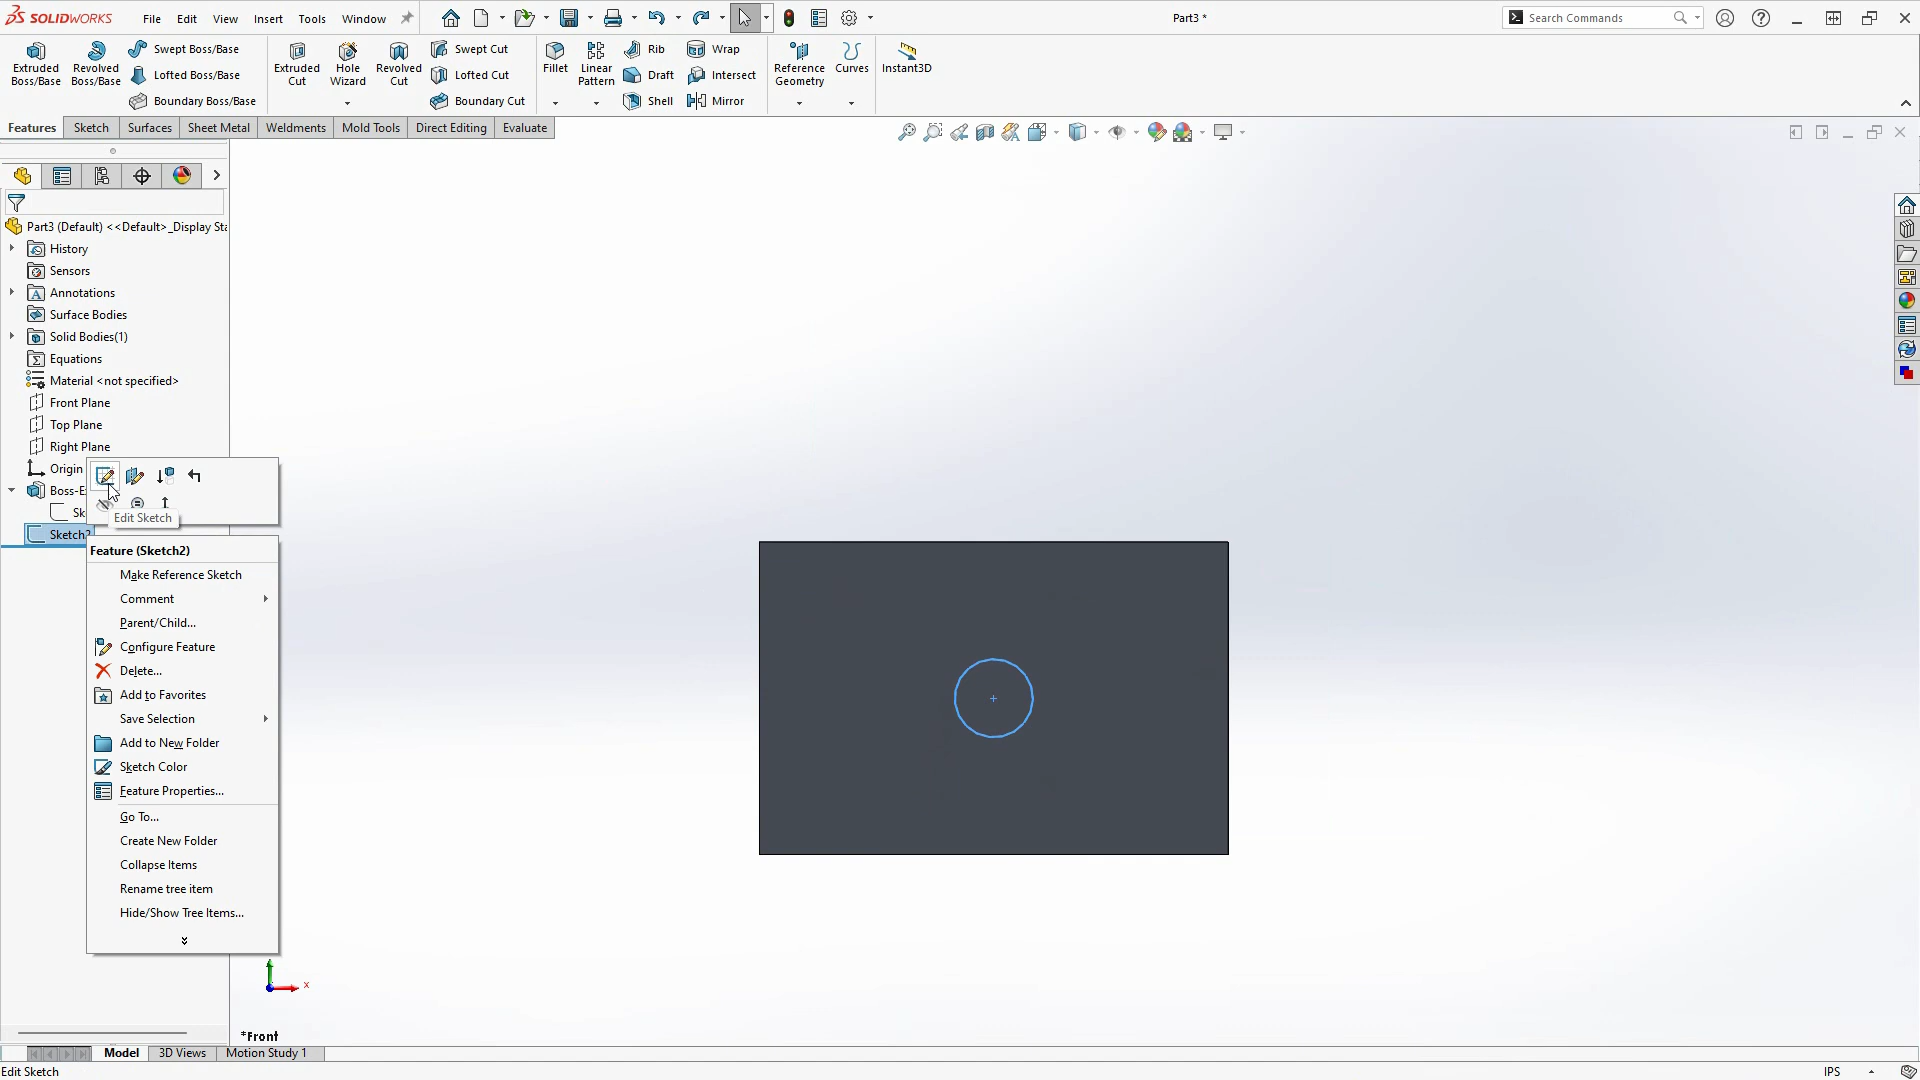 SOLIDWORKS
File
Edit
View
Insert
Tools
Window
Part3 *
Search Commands
Extruded Boss/Base
Revolved Boss/Base
Swept Boss/Base
Lofted Boss/Base
Boundary Boss/Base
Extruded Cut
Hole Wizard
Revolved Cut
Swept Cut
Lofted Cut
Boundary Cut
Fillet
Linear Pattern
Rib
Draft
Shell
Wrap
Intersect
Mirror
Reference Geometry
Curves
Instant3D
Features
Sketch
Surfaces
Sheet Metal
Weldments
Mold Tools
Direct Editing
Evaluate
Part3 (Default) <<Default>_Display Sta
History
Sensors
Annotations
Surface Bodies
Solid Bodies(1)
Equations
Material <not specified>
Front Plane
Top Plane
Right Plane
Origin
Boss-E
Sk
Sketch2
Edit Sketch
Feature (Sketch2)
Make Reference Sketch
Comment
Parent/Child...
Configure Feature
Delete...
Add to Favorites
Save Selection
Add to New Folder
Sketch Color
Feature Properties...
Go To...
Create New Folder
Collapse Items
Rename tree item
Hide/Show Tree Items...
x
*Front
Model
3D Views
Motion Study 1
Edit Sketch
IPS